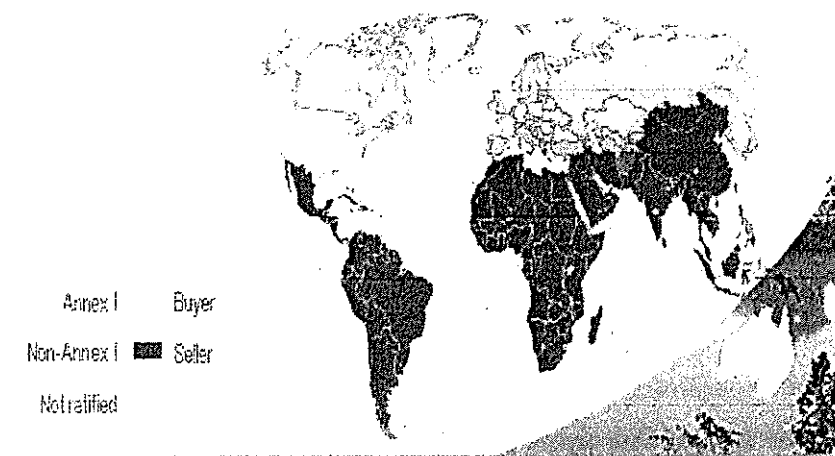 Annex I Buyer
Non-Annex I Seller
Not ratified